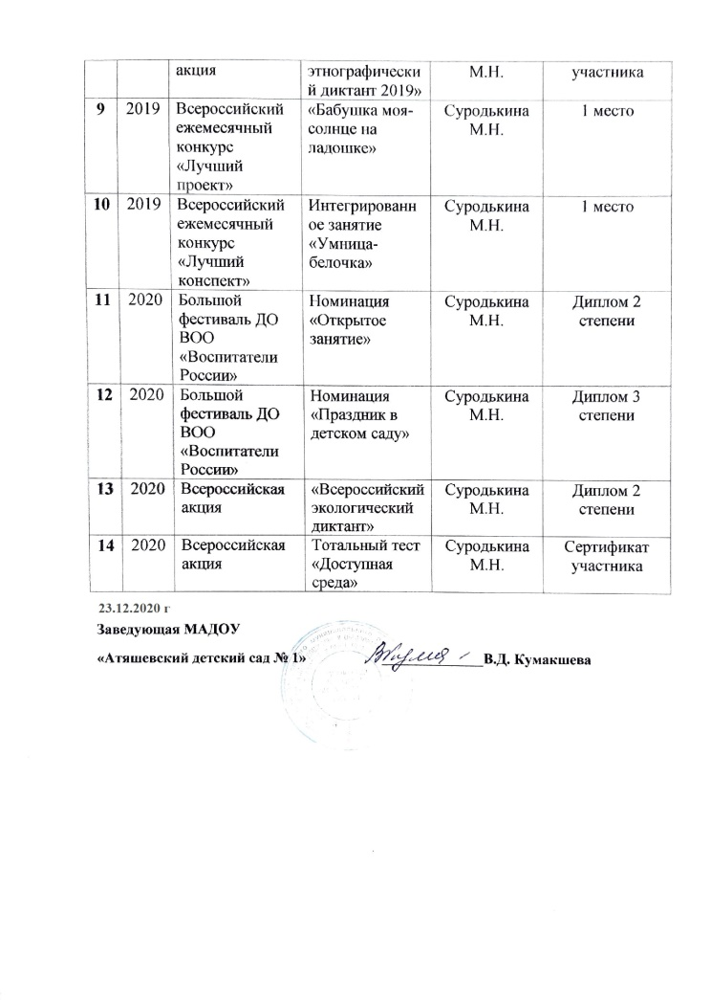 акция этнографически М.Н. участника
й диктант 2019»
9 2019 Всероссийский «Бабушка моя- Суродькина 1 место
ежемесячный солнце на М.Н.
конкурс ладошке»
«Лучший
проект»
10 2019 Всероссийский Интегрированн Суродькина 1 место
ежемесячный ое занятие М.Н.
конкурс «Умница-
«Лучший белочка»
конспект»
11 2020 Большой Номинация Суродькина Диплом 2
фестиваль ДО «Открытое М.Н. степени
ВОО занятие»
«Воспитатели
России»
12 2020 Большой Номинация Суродькина Диплом 3
фестиваль ДО «Праздник в М.Н. степени
ВОО детском саду»
«Воспитатели
России»
13 2020 Всероссийская «Всероссийский Суродькина Диплом 2
акция экологический М.Н. степени
диктант»
14 2020 Всероссийская Тотальный тест Суродькина Сертификат
акция «Доступная М.Н. участника
среда»
23.12.2020 г
Заведующая МАДОУ
«Атяшевский детский сад № 1» В.Д. Кумакшева